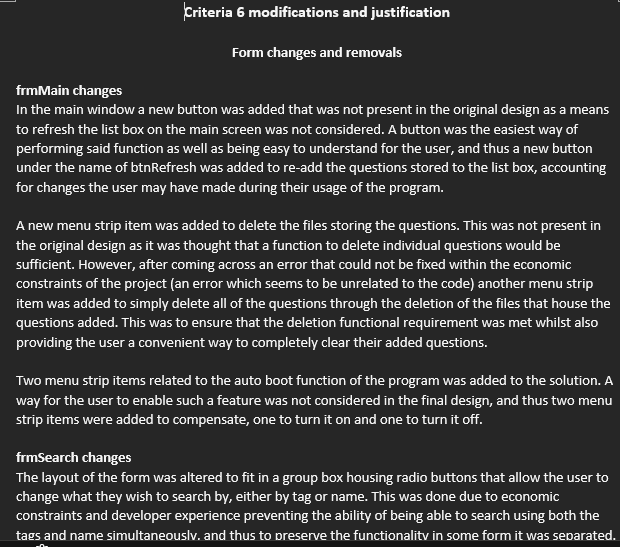 Criteria 6 modifications and justification
Form changes and removals
frmMain changes
In the main window a new button was added that was not present in the original design as a means
to refresh the list box on the main screen was not considered. A button was the easiest way of
performing said function as well as being easy to understand for the user, and thus a new button
under the name of btnRefresh was added to re-add the questions stored to the list box, accounting
for changes the user may have made during their usage of the program.
A new menu strip item was added to delete the files storing the questions. This was not present in
the original design as it was thought that a function to delete individual questions would be
sufficient. However, after coming across an error that could not be fixed within the economic
constraints of the project (an error which seems to be unrelated to the code) another menu strip
item was added to simply delete all of the questions through the deletion of the files that house the
questions added. This was to ensure that the deletion functional requirement was met whilst also
providing the user a convenient way to completely clear their added questions.
Two menu strip items related to the auto boot function of the program was added to the solution. A
way for the user to enable such a feature was not considered in the final design, and thus two menu
strip items were added to compensate, one to turn it on and one to turn it off.
frmSearch changes
The layout of the form was altered to fit in a group box housing radio buttons that allow the user to
change what they wish to search by, either by tag or name. This was done due to economic
constraints and developer experience preventing the ability of being able to search using both the
tags and name simultaneously, and thus to preserve the functionality in some form it was separated.